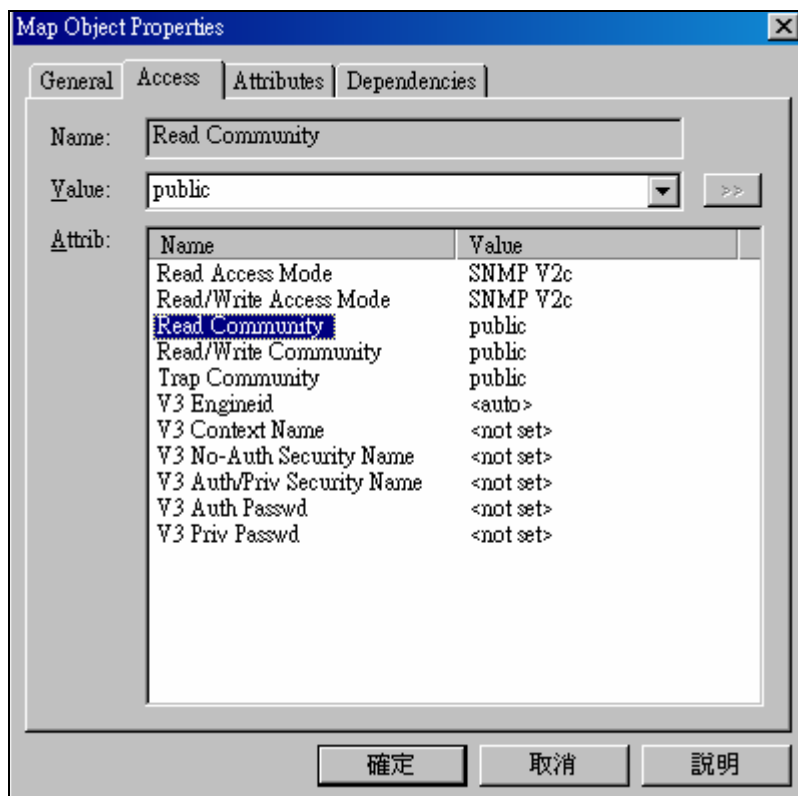 Map Object Properties
General Access Attributes Dependencies
Name: Read Community
Value: public >>
Attrib: Name Value
Read Access Mode SNMP V2c
Read/Write Access Mode SNMP V2c
Read Community public
Read/Write Community public
Trap Community public
V3 Engineid <auto>
V3 Context Name <not set>
V3 No-Auth Security Name <not set>
V3 Auth/Priv Security Name <not set>
V3 Auth Passwd <not set>
V3 Priv Passwd <not set>
確定 取消 說明